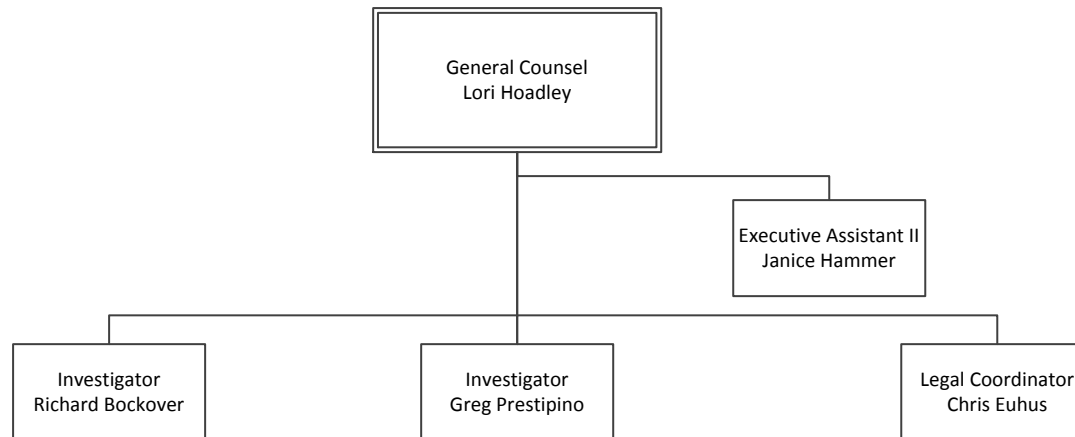 General Counsel
Lori Hoadley
Executive Assistant II
Janice Hammer
Investigator
Richard Bockover
Investigator
Greg Prestipino
Legal Coordinator
Chris Euhus